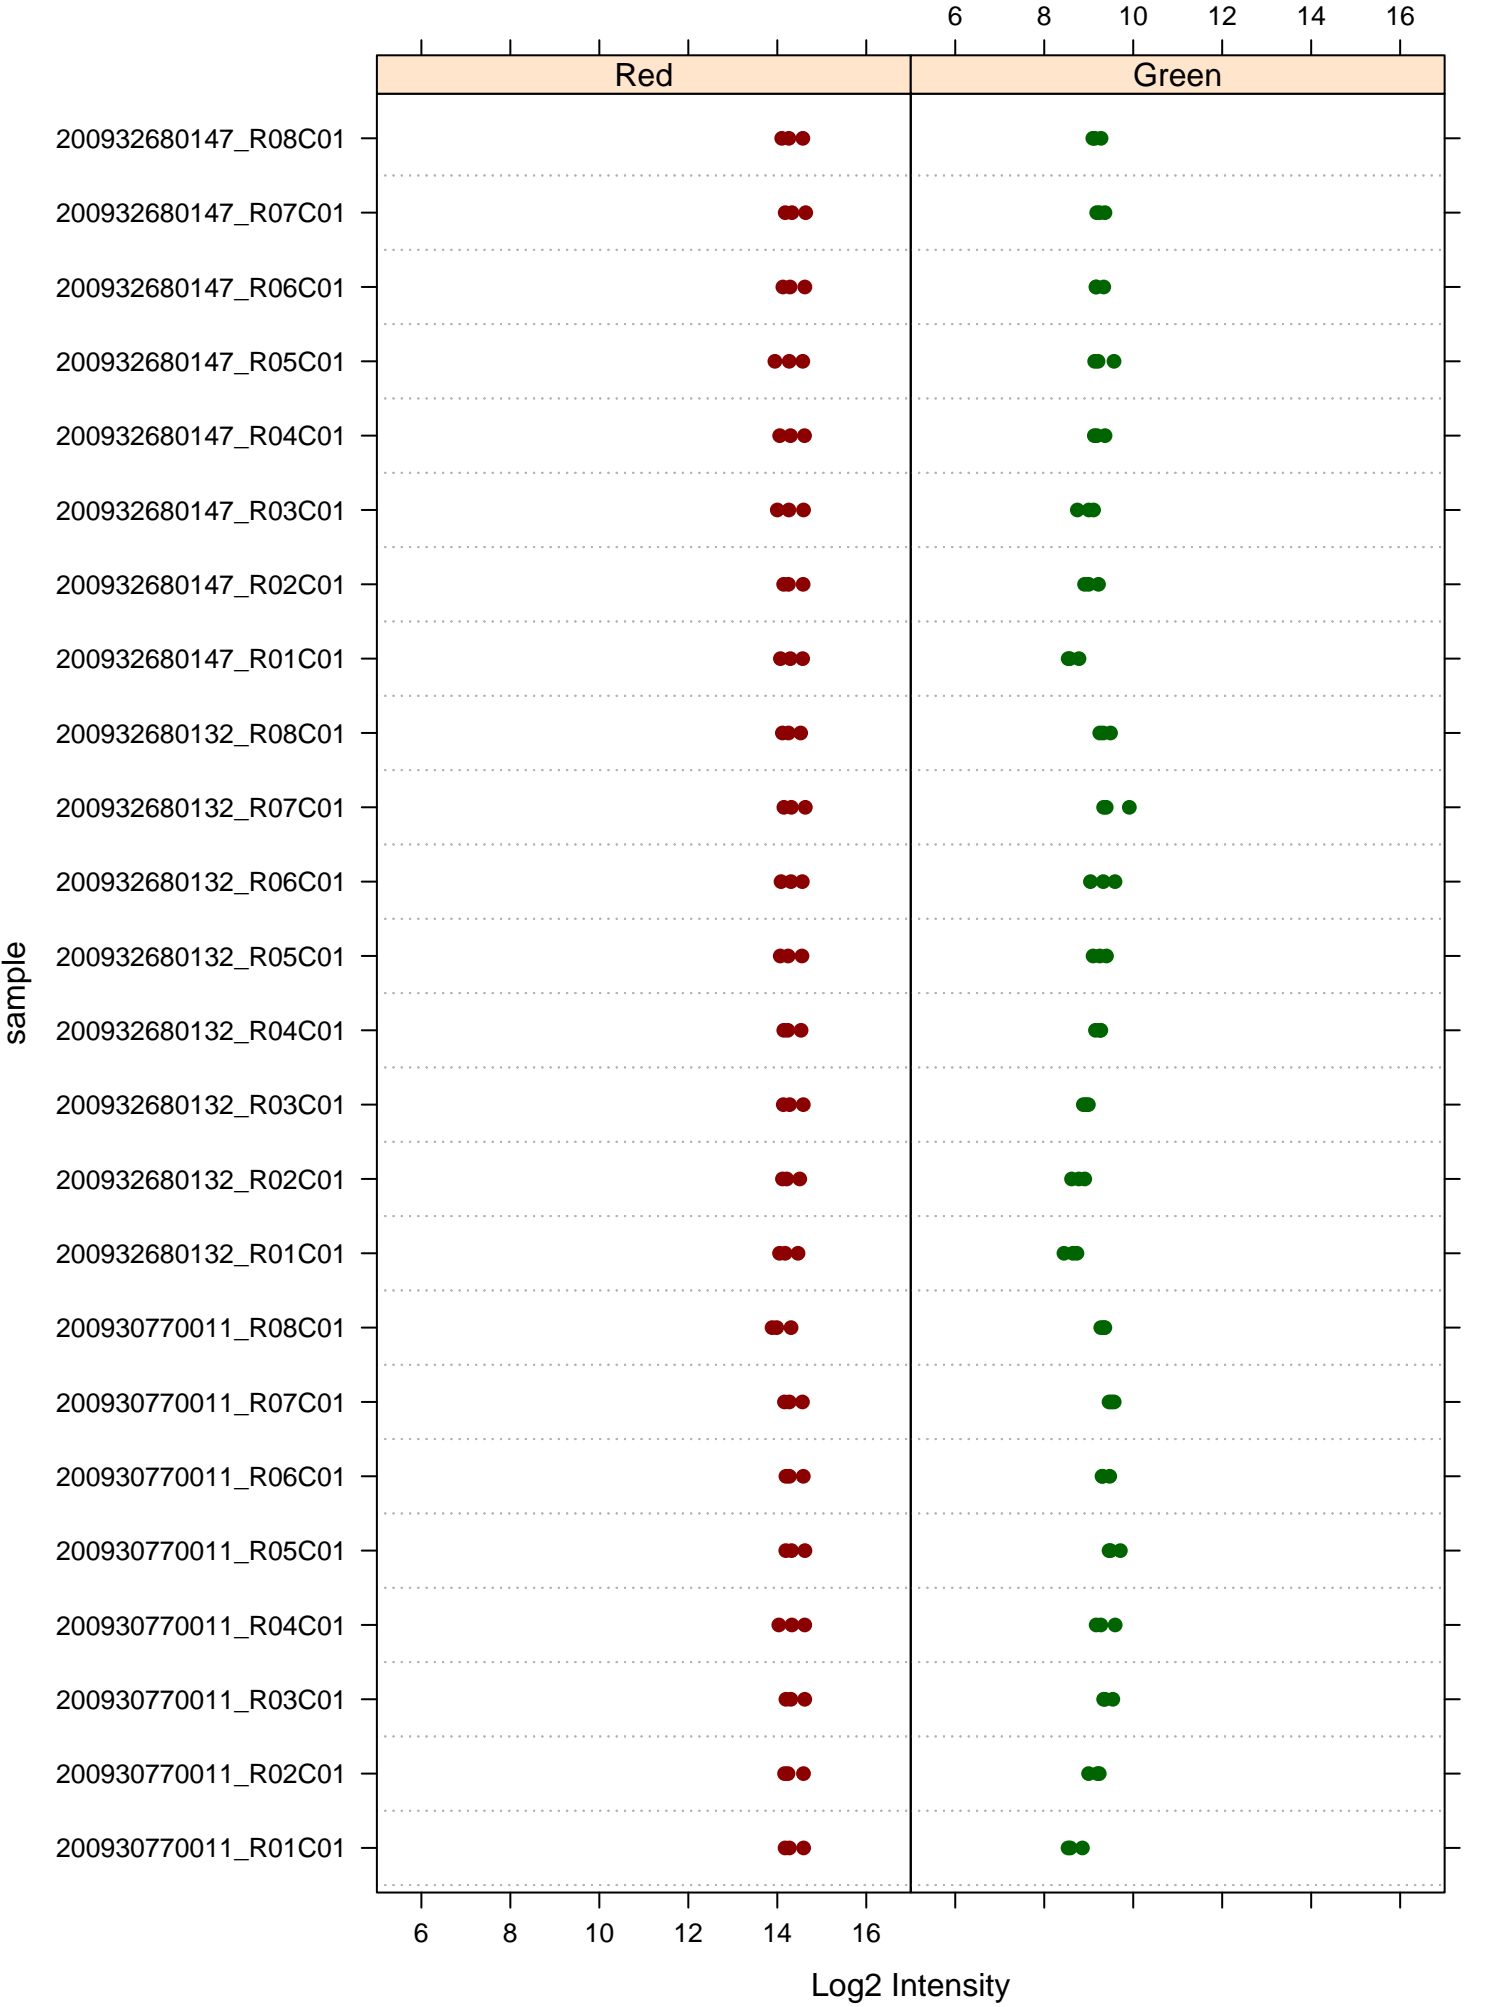 6 8 10 12 14 16
Red Green
200932680147_R08C01
200932680147_R07C01
200932680147_R06C01
200932680147_R05C01
200932680147_R04C01
200932680147_R03C01
200932680147_R02C01
200932680147_R01C01
200932680132_R08C01
200932680132_R07C01
200932680132_R06C01
200932680132_R05C01
200932680132_R04C01
200932680132_R03C01
200932680132_R02C01
200932680132_R01C01
200930770011_R08C01
200930770011_R07C01
200930770011_R06C01
200930770011_R05C01
200930770011_R04C01
200930770011_R03C01
200930770011_R02C01
200930770011_R01C01
sample
6 8 10 12 14 16
Log2 Intensity